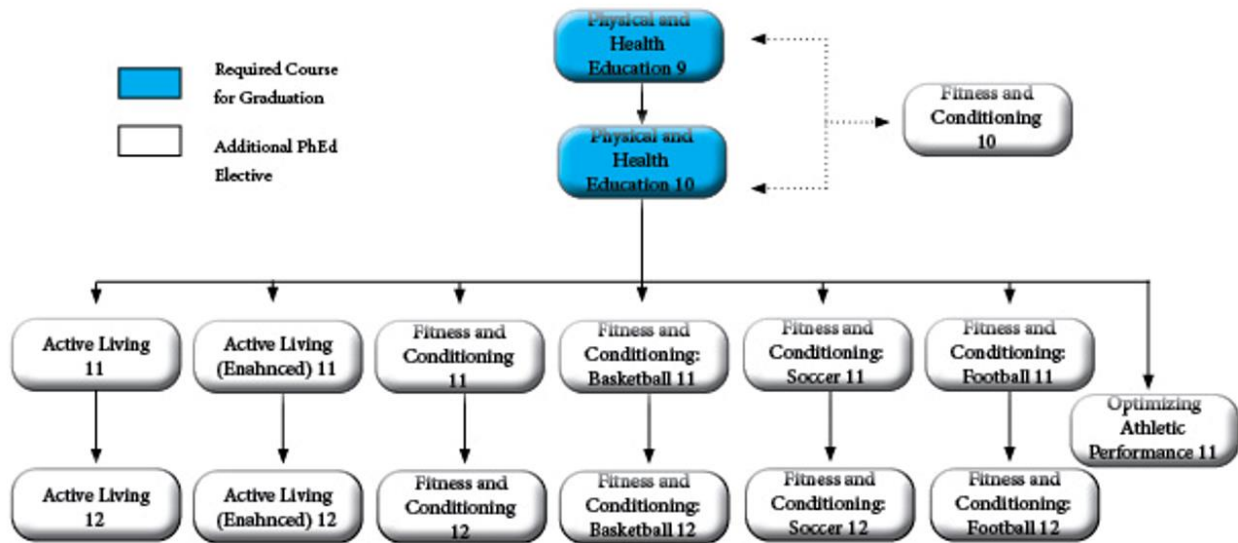 Physical and
Health
Education 9
Required Course
for Graduation
Additional PhEd
Elective
Fitness and
Conditioning
10
Physical and
Health
Education 10
Active Living
11
Active Living
(Enahnced) 11
Fitness and
Conditioning
11
Fitness and
Conditioning:
Basketball 11
Fitness and
Conditioning:
Soccer 11
Fitness and
Conditioning:
Football 11
Optimizing
Athletic
Performance 11
Active Living
12
Active Living
(Enahnced) 12
Fitness and
Conditioning
12
Fitness and
Conditioning:
Basketball 12
Fitness and
Conditioning:
Soccer 12
Fitness and
Conditioning:
Football 12